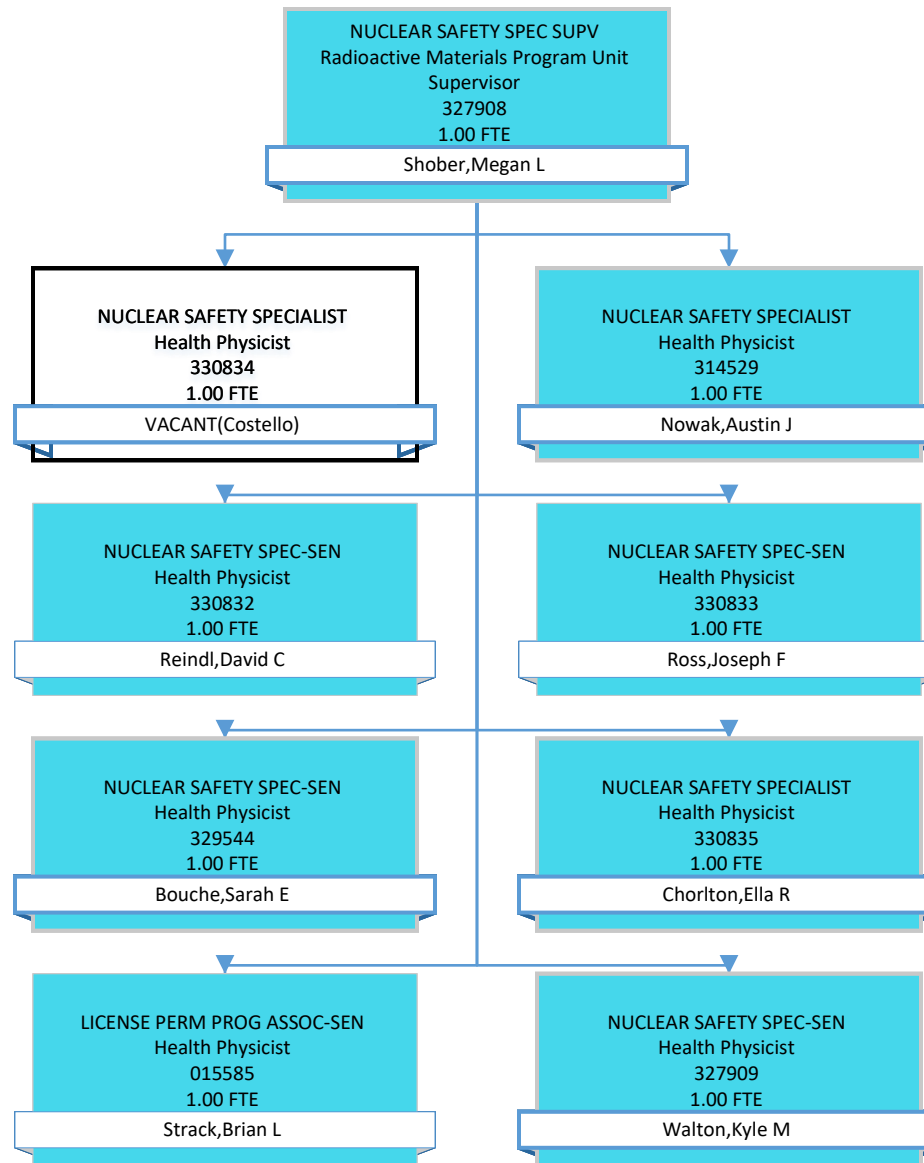 NUCLEAR SAFETY SPEC SUPV
Radioactive Materials Program Unit
Supervisor
327908
1.00 FTE
Shober,Megan L
NUCLEAR SAFETY SPECIALIST
Health Physicist
330834
1.00 FTE
VACANT(Costello)
NUCLEAR SAFETY SPECIALIST
Health Physicist
314529
1.00 FTE
Nowak,Austin J
NUCLEAR SAFETY SPEC-SEN
Health Physicist
330832
1.00 FTE
Reindl,David C
NUCLEAR SAFETY SPEC-SEN
Health Physicist
330833
1.00 FTE
Ross,Joseph F
NUCLEAR SAFETY SPEC-SEN
Health Physicist
329544
1.00 FTE
Bouche,Sarah E
NUCLEAR SAFETY SPECIALIST
Health Physicist
330835
1.00 FTE
Chorlton,Ella R
LICENSE PERM PROG ASSOC-SEN
Health Physicist
015585
1.00 FTE
Strack,Brian L
NUCLEAR SAFETY SPEC-SEN
Health Physicist
327909
1.00 FTE
Walton,Kyle M